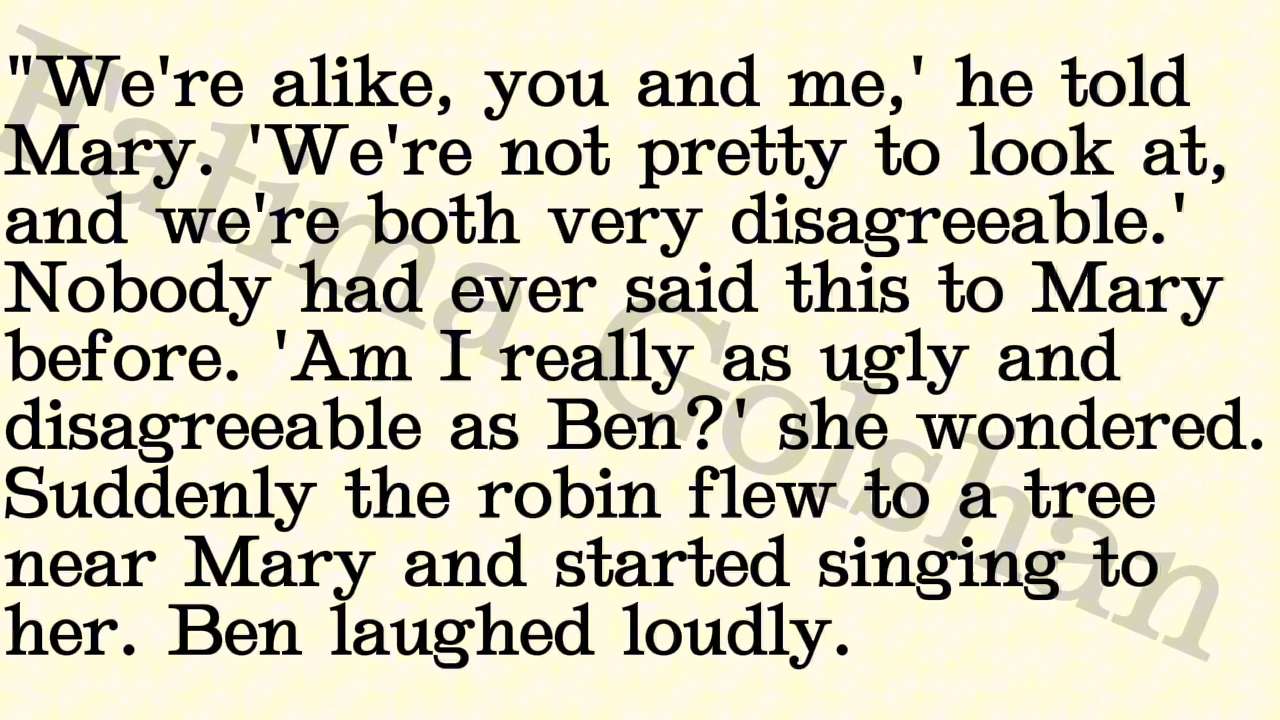 "We're alike, you and me,' he told
Mary. 'We're not pretty to look at,
and we're both very disagreeable.'
Nobody had ever said this to Mary
before. 'Am I really as ugly and
disagreeable as Ben?' she wondered.
Suddenly the robin flew to a tree
near Mary and started singing to
her. Ben laughed loudly.
Fatima Golshan